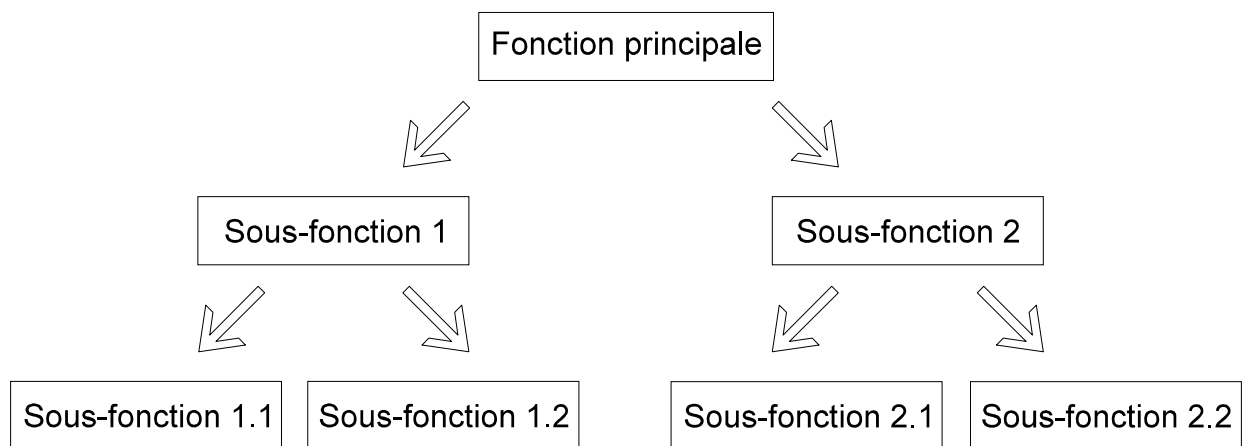 Fonction principale
Sous-fonction 1
Sous-fonction 2
Sous-fonction 1.1
Sous-fonction 1.2
Sous-fonction 2.1
Sous-fonction 2.2